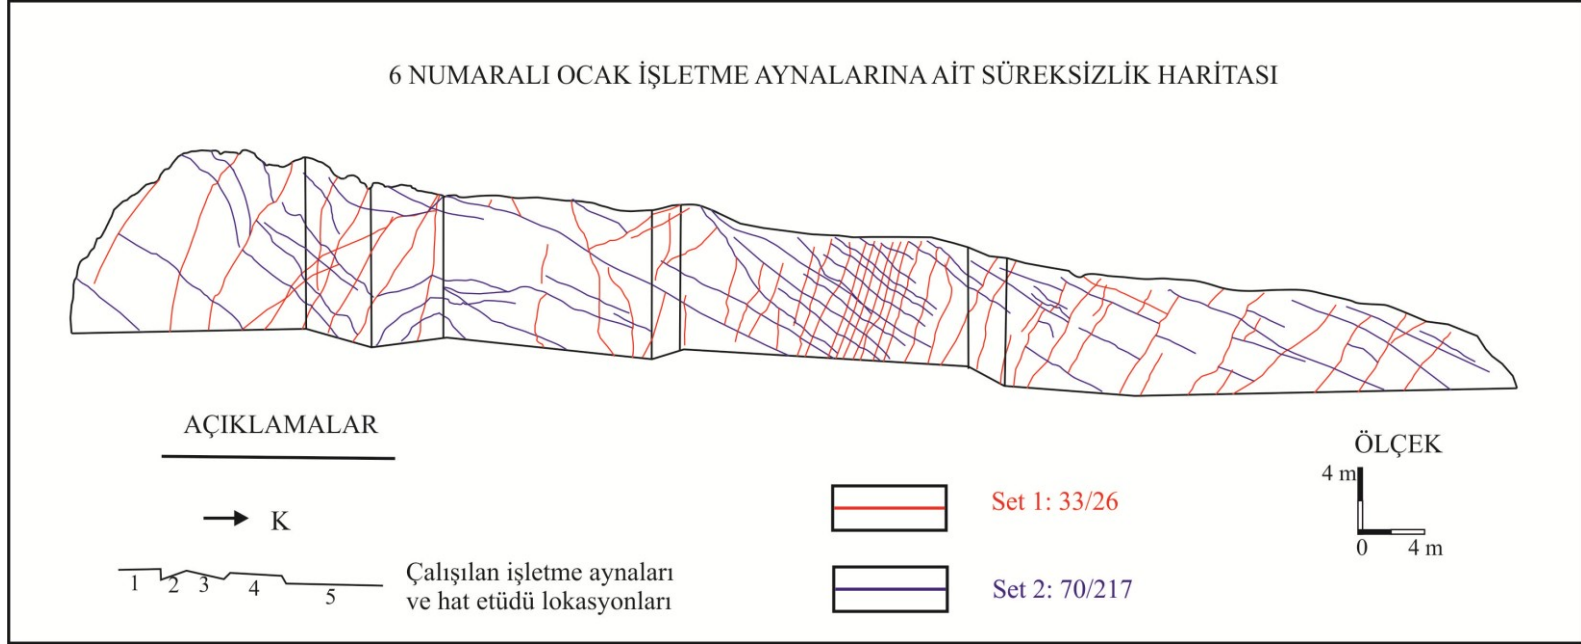 6 NUMARALI OCAK İŞLETME AYNALARINA AİT SÜREKSİZLİK HARİTASI
AÇIKLAMALAR
K
1 2 3 4 5
Çalışılan işletme aynaları
ve hat etüdü lokasyonları
Set 1: 33/26
Set 2: 70/217
ÖLÇEK
4 m
0 4 m